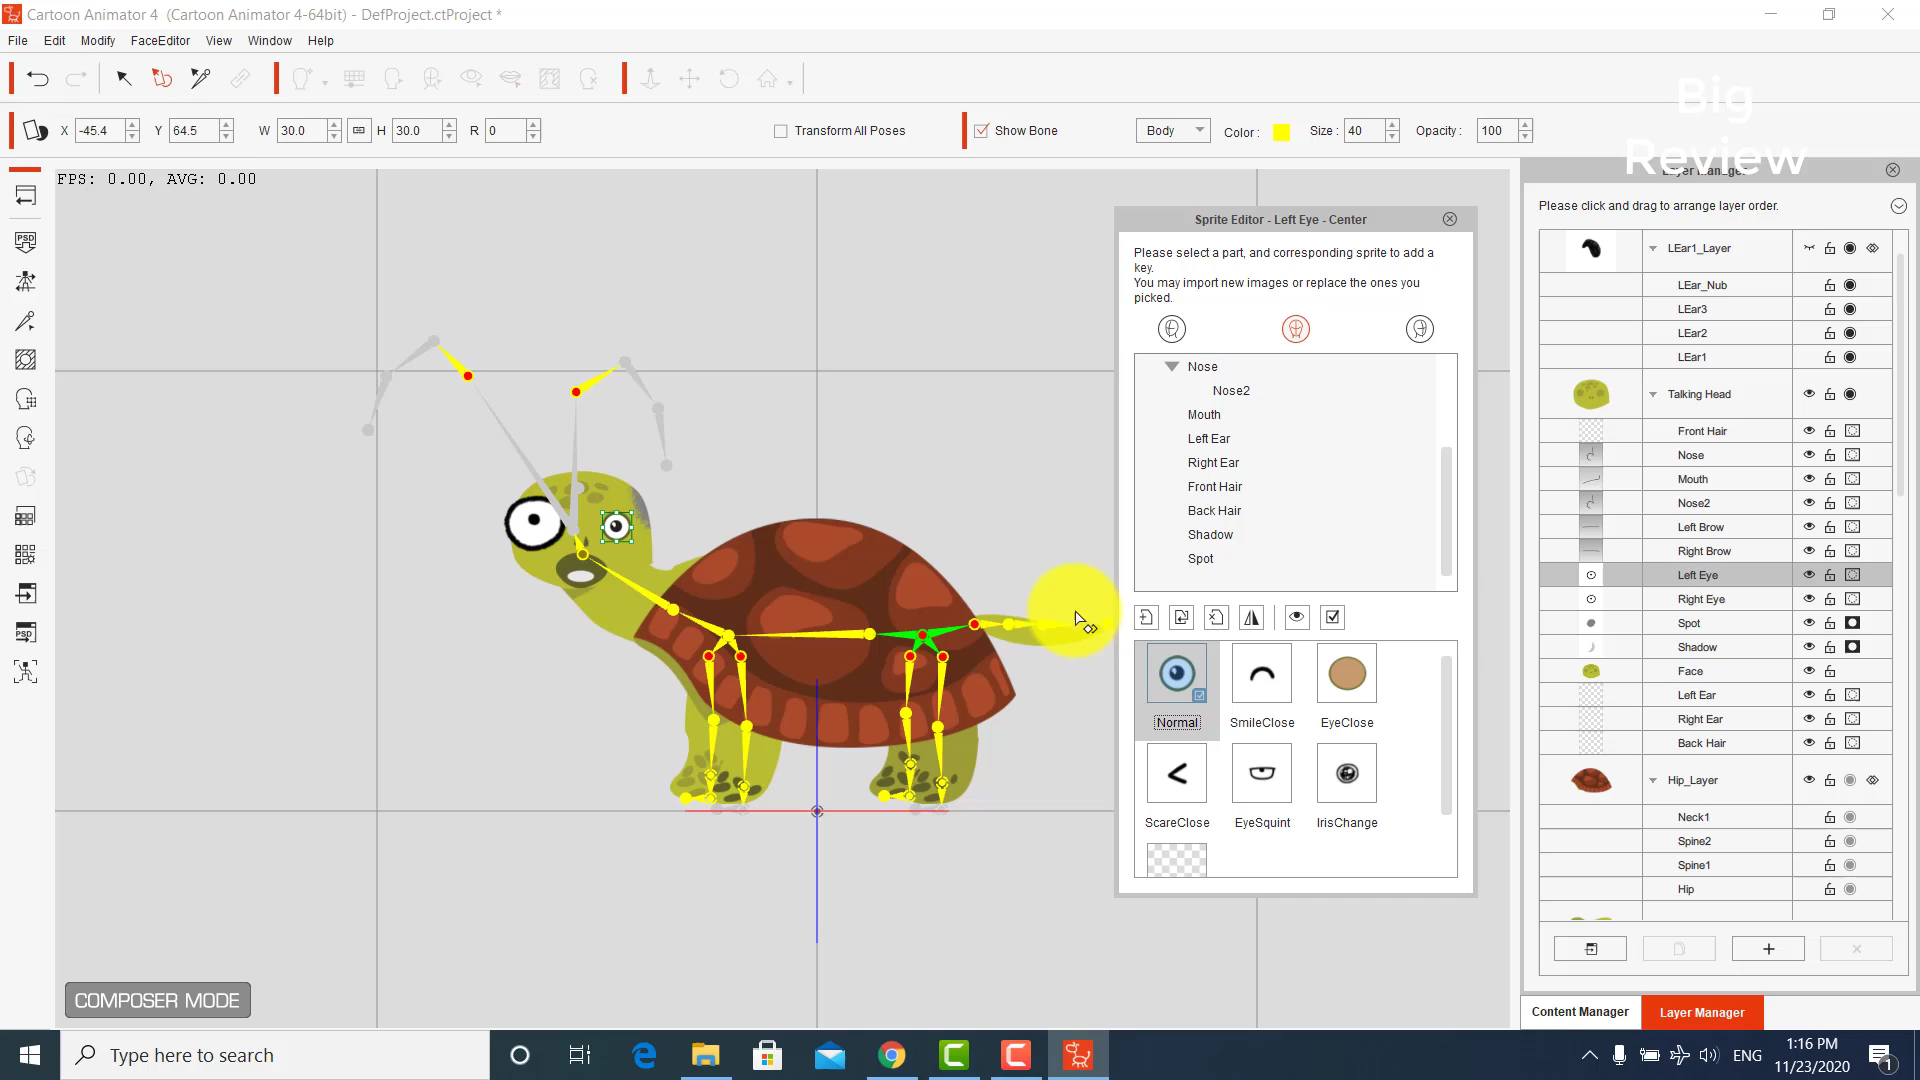 Cartoon Animator 4  (Cartoon Animator 4-64bit) - DefProject.ctProject *
File Edit Modify FaceEditor View Window Help
Big
Review
X -45.4 Y 64.5 W 30.0 H 30.0 R 0 Transform All Poses Show Bone Body Color : Size : 40 Opacity : 100
FPS: 0.00, AVG: 0.00
PSD
PSD
COMPOSER MODE
Sprite Editor - Left Eye - Center
Please select a part, and corresponding sprite to add a
key.
You may import new images or replace the ones you
picked.
Nose
Nose2
Mouth
Left Ear
Right Ear
Front Hair
Back Hair
Shadow
Spot
Normal SmileClose EyeClose
ScareClose EyeSquint IrisChange
Layer Manager
Please click and drag to arrange layer order.
LEar1_Layer
LEar_Nub
LEar3
LEar2
LEar1
Talking Head
Front Hair
Nose
Mouth
Nose2
Left Brow
Right Brow
Left Eye
Right Eye
Spot
Shadow
Face
Left Ear
Right Ear
Back Hair
Hip_Layer
Neck1
Spine2
Spine1
Hip
Content Manager Layer Manager
Type here to search
ENG
1:16 PM
11/23/2020
1